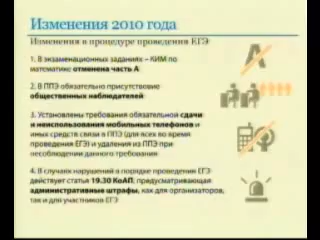 Изменения 2010 года
Изменения в процедуре проведения ЕГЭ
1. В экзаменационных заданиях – КИМ по
математике отменена часть А
2. В ППЭ обязательно присутствовие
общественных наблюдателей
3. Установлены требования обязательной сдачи
и неиспользования мобильных телефонов и
иных средств связи в ППЭ (для всех во время
проведения ЕГЭ) и удаления из ППЭ при
несоблюдении данного требования
4. В случаях нарушений в порядке проведения ЕГЭ
действует статья 19.30 КоАП, предусматривающая
административные штрафы, как для организаторов,
так и для участников ЕГЭ
А